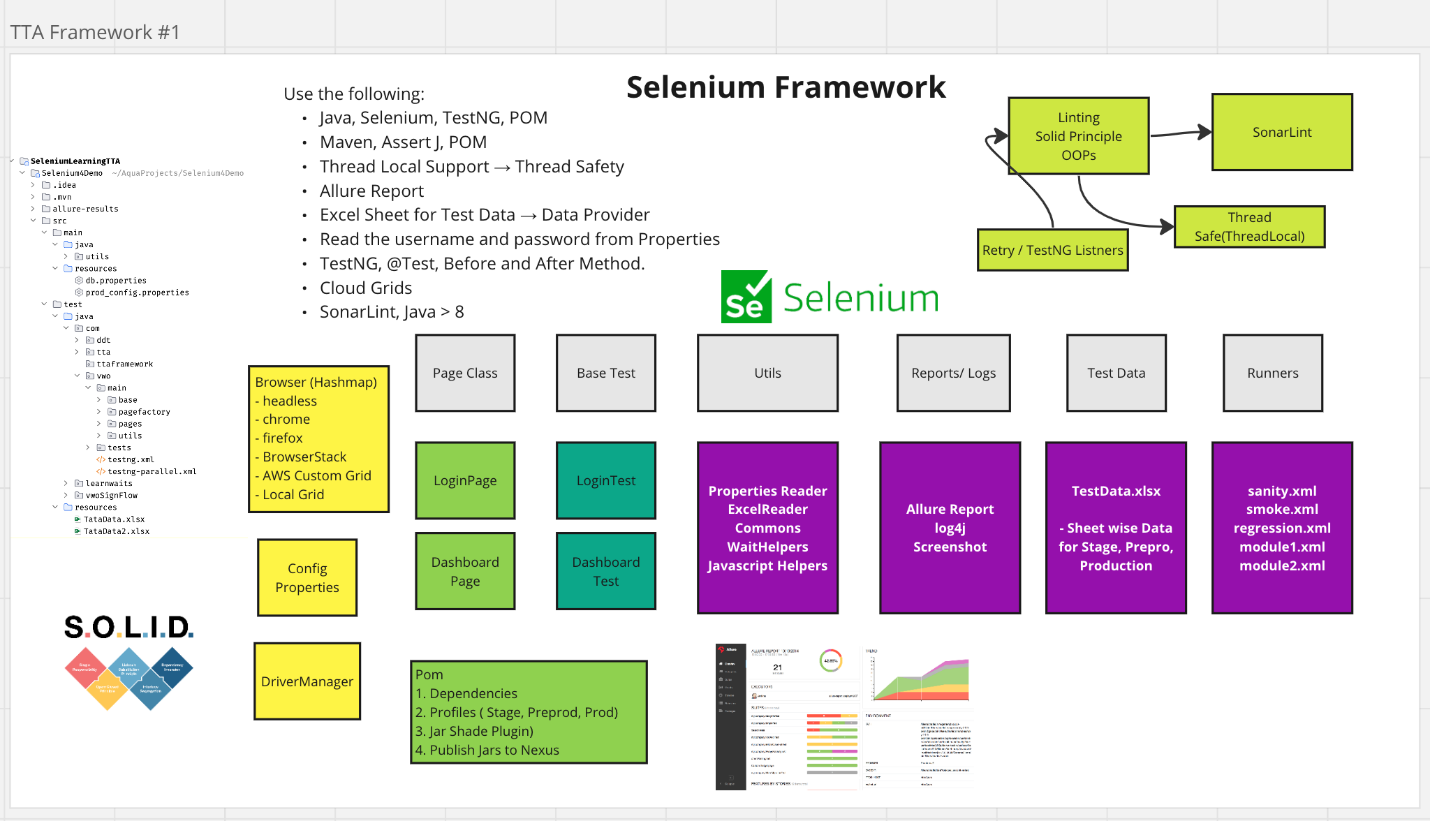 TTA Framework #1
Selenium Framework
Use the following:
• Java, Selenium, TestNG, POM
• Maven, Assert J, POM
• Thread Local Support → Thread Safety
• Allure Report
• Excel Sheet for Test Data → Data Provider
• Read the username and password from Properties
• TestNG, @Test, Before and After Method.
• Cloud Grids
• SonarLint, Java > 8
Linting
Solid Principle
OOPs
SonarLint
Thread
Safe(ThreadLocal)
Retry / TestNG Listners
SeleniumLearningTTA
Selenium4Demo ~/AquaProjects/Selenium4Demo
.idea
.mvn
allure-results
src
main
java
utils
resources
db.properties
prod_config.properties
test
java
com
ddt
tta
ttaframework
vwo
main
base
pagefactory
pages
utils
tests
testng.xml
testng-parallel.xml
learnwaits
vwoSignFlow
resources
TataData.xlsx
TataData2.xlsx
Se Selenium
Browser (Hashmap)
- headless
- chrome
- firefox
- BrowserStack
- AWS Custom Grid
- Local Grid
Config
Properties
DriverManager
Page Class
Base Test
Utils
Reports/ Logs
Test Data
Runners
LoginPage
LoginTest
Dashboard
Page
Dashboard
Test
Properties Reader
ExcelReader
Commons
WaitHelpers
Javascript Helpers
Allure Report
log4j
Screenshot
TestData.xlsx
- Sheet wise Data
for Stage, Prepro,
Production
sanity.xml
smoke.xml
regression.xml
module1.xml
module2.xml
S.O.L.I.D.
Pom
1. Dependencies
2. Profiles ( Stage, Preprod, Prod)
3. Jar Shade Plugin)
4. Publish Jars to Nexus
21